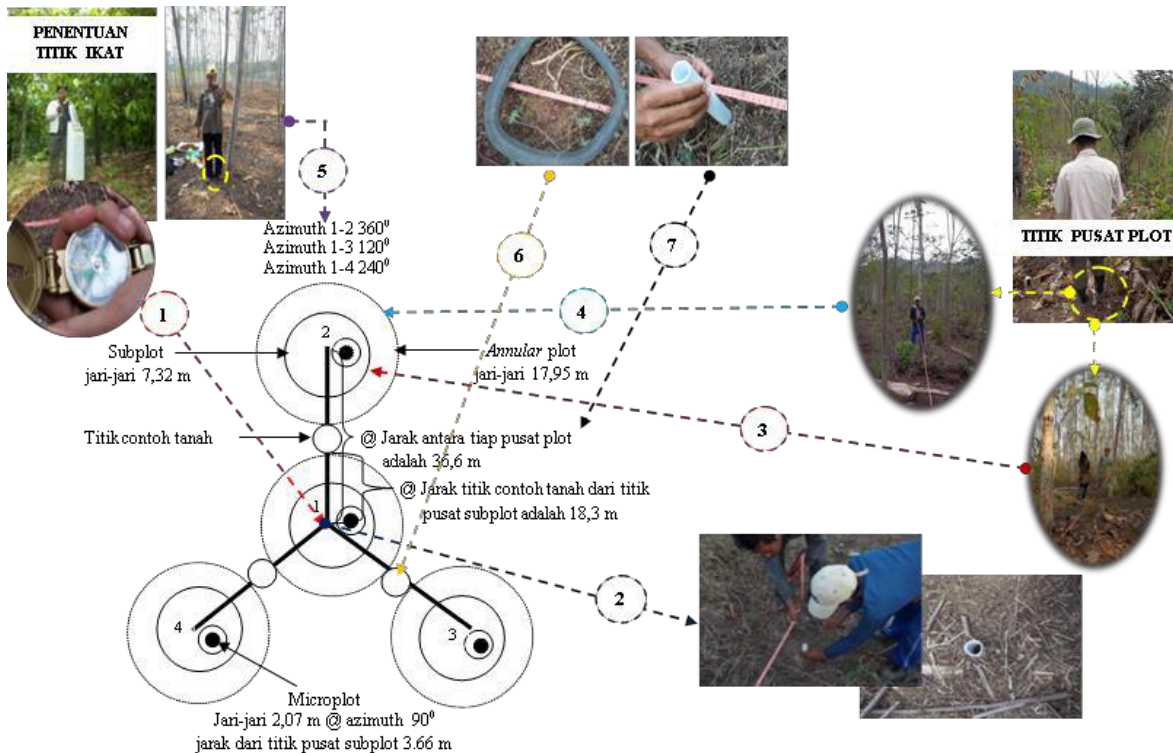 PENENTUAN
TITIK IKAT
5
Azimuth 1-2 360⁰
Azimuth 1-3 120⁰
Azimuth 1-4 240⁰
6
7
TITIK PUSAT PLOT
1
4
2
Subplot
jari-jari 7,32 m
Annular plot
jari-jari 17,95 m
3
Titik contoh tanah
@ Jarak antara tiap pusat plot
adalah 36,6 m
@ Jarak titik contoh tanah dari titik
pusat subplot adalah 18,3 m
1
2
4
3
Microplot
Jari-jari 2,07 m @ azimuth 90⁰
jarak dari titik pusat subplot 3.66 m